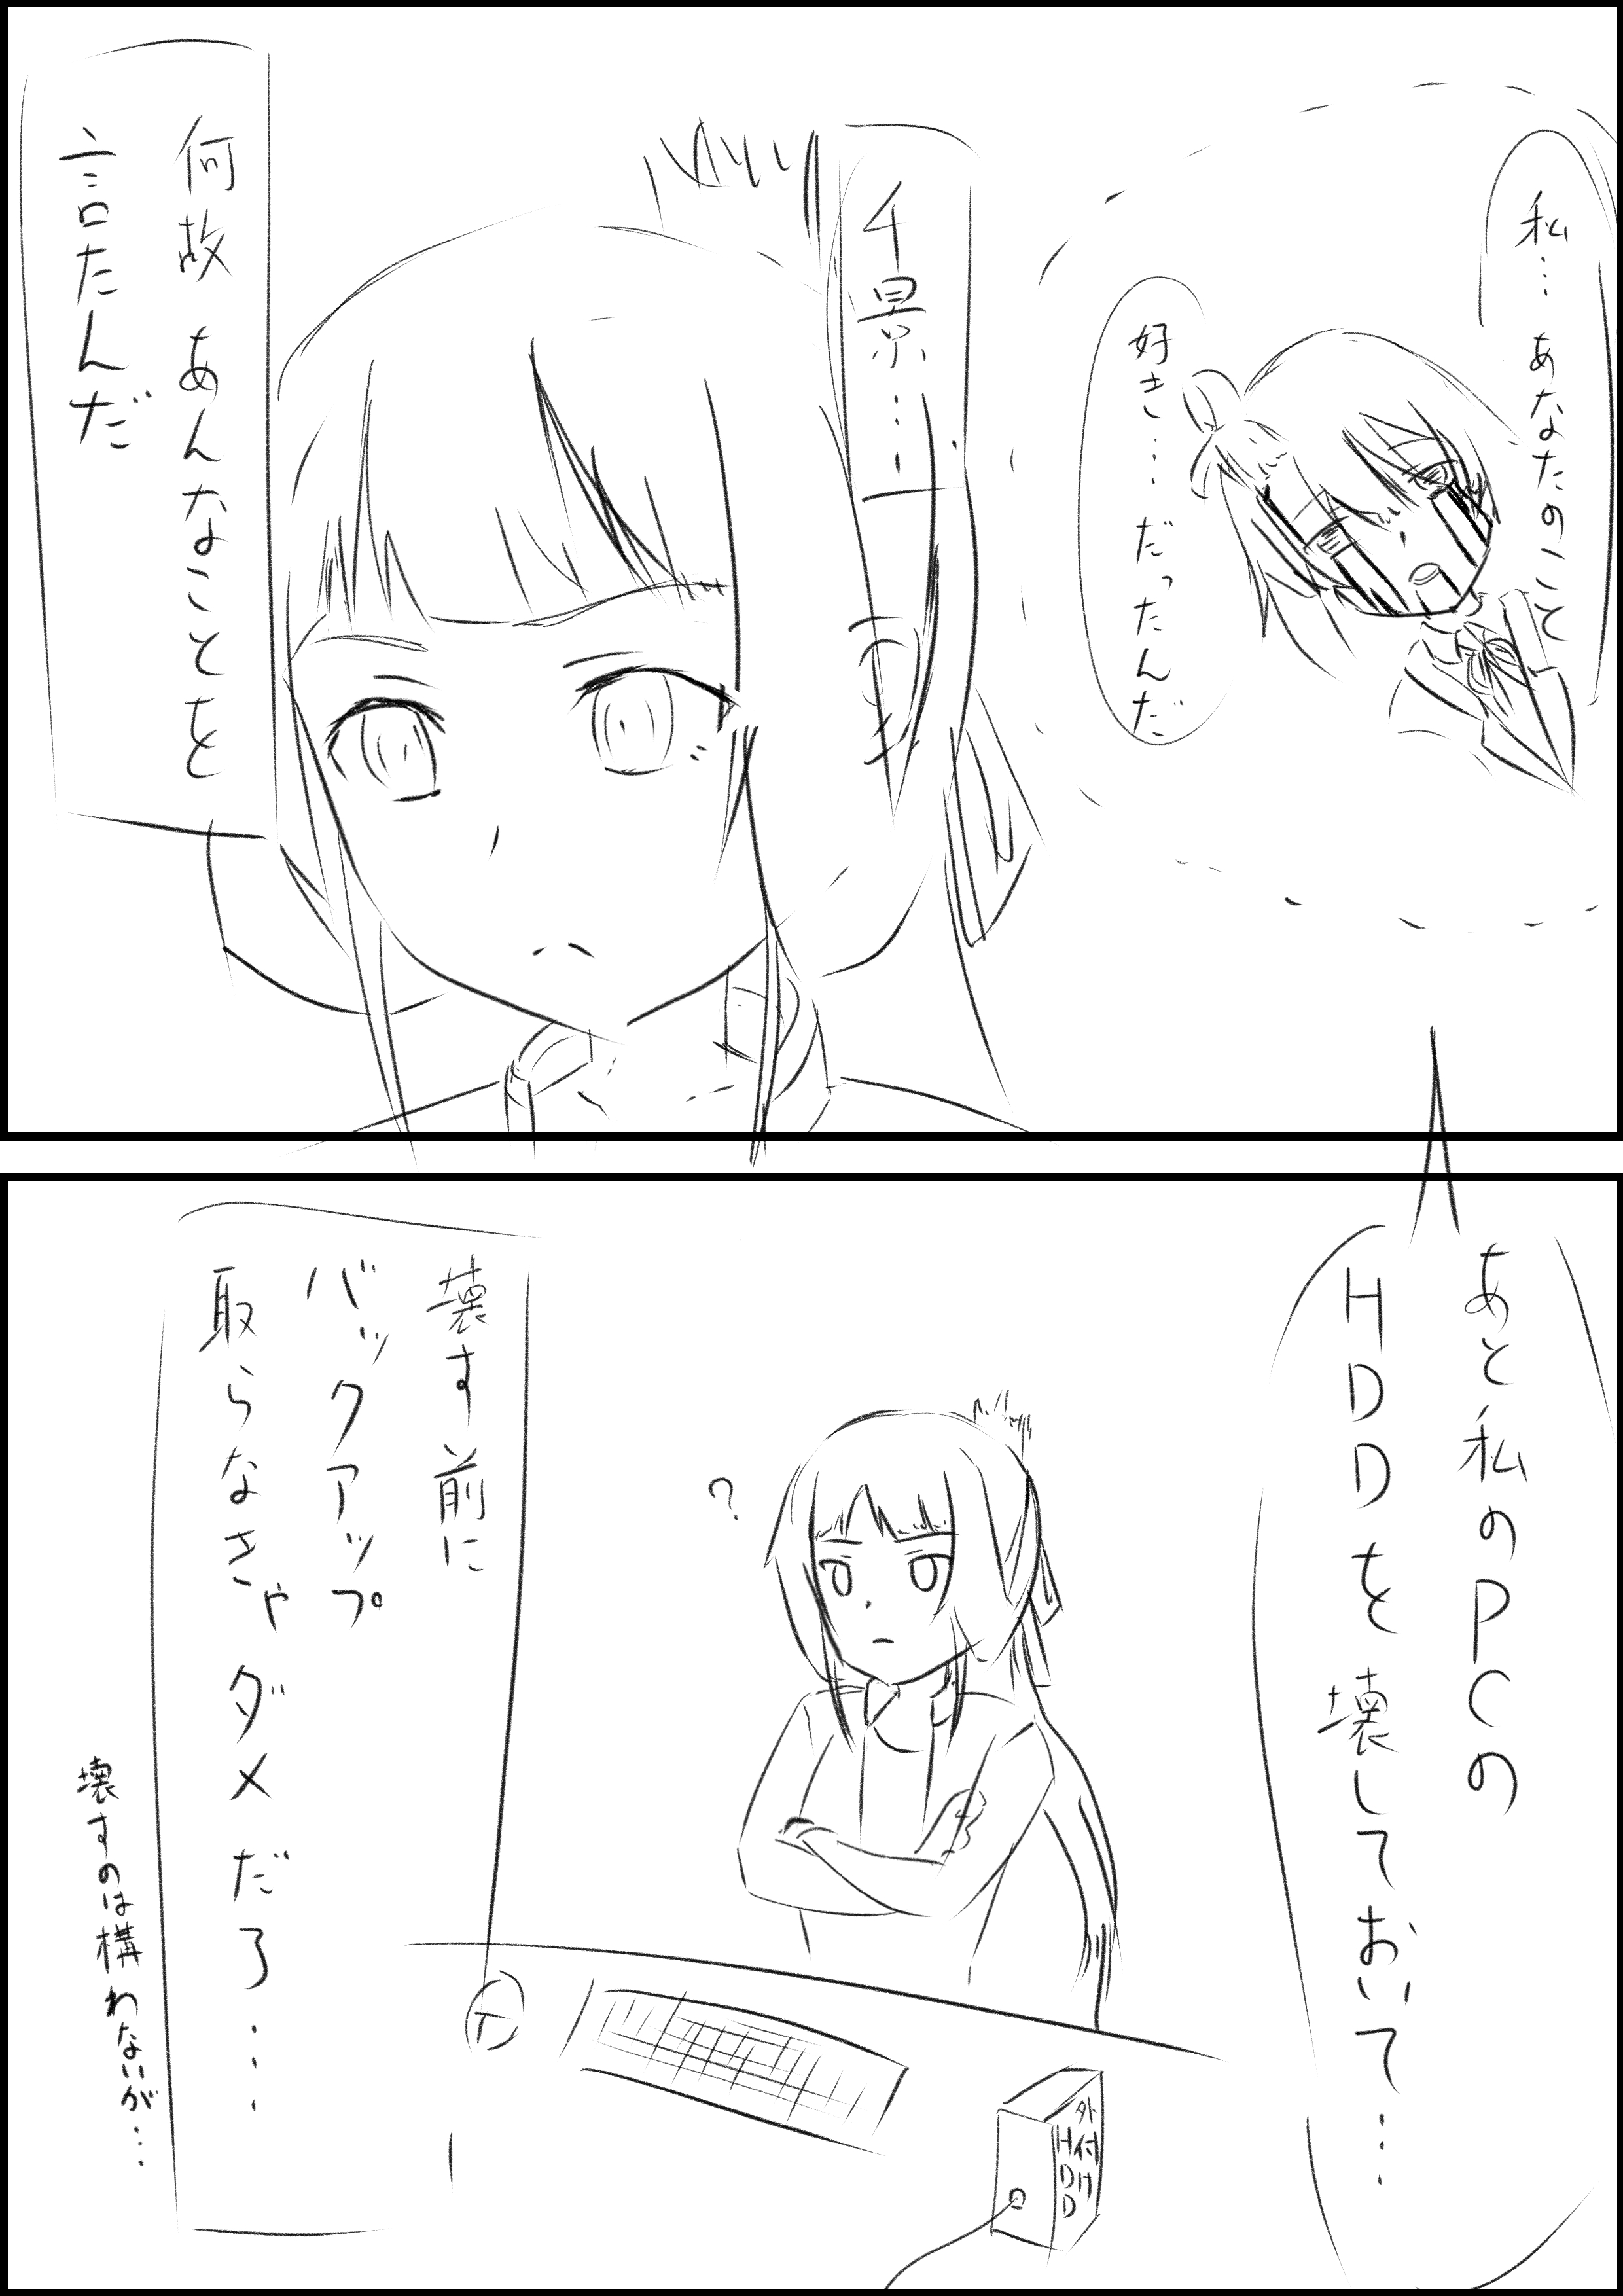 私…あなたのこと
好き…だったんだ
千景…
何故あんなことを
言たんだ
あと私のPCの
HDDを壊しておいて…
壊す前に
バックアップ
取らなきゃダメだろ…
壊すのは構わないが…
外付H
HDD